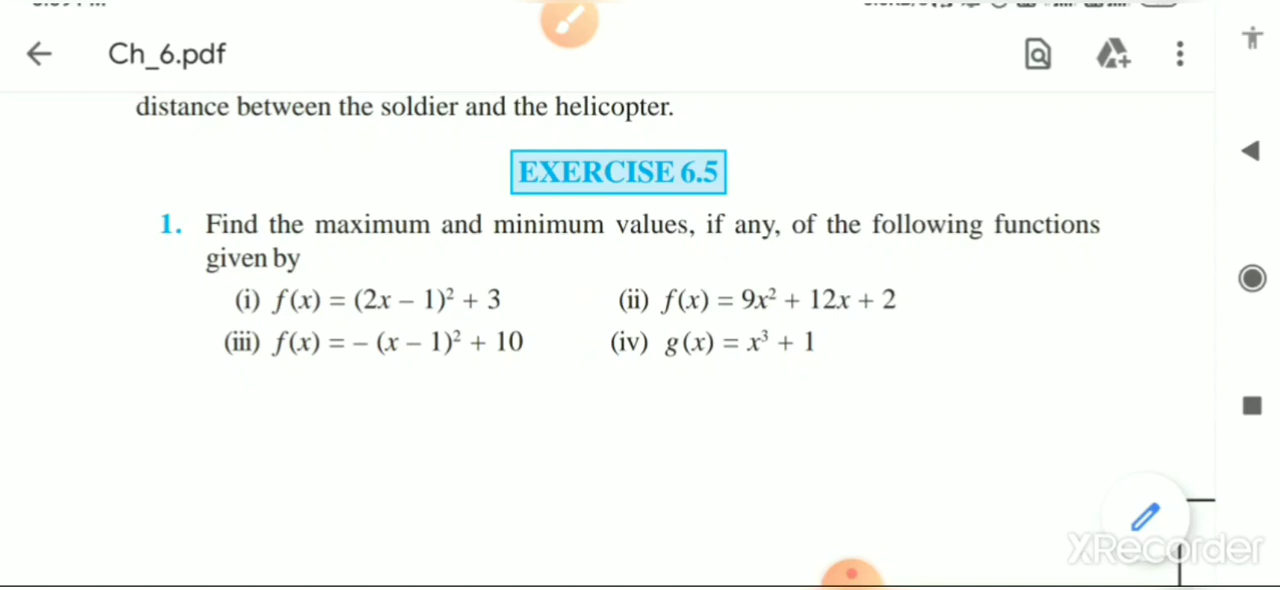 Ch_6.pdf
distance between the soldier and the helicopter.
EXERCISE 6.5
1. Find the maximum and minimum values, if any, of the following functions
given by
(i) f(x) = (2x – 1)² + 3 (ii) f(x) = 9x² + 12x + 2
(iii) f(x) = – (x – 1)² + 10 (iv) g(x) = x³ + 1
XRecorder